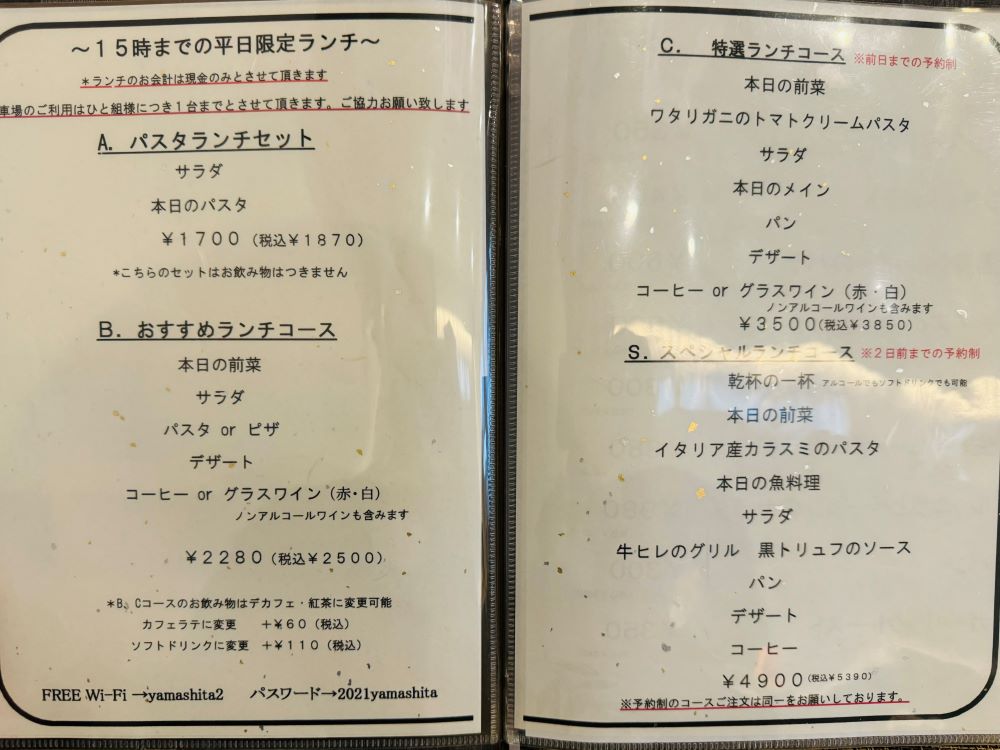 ～１５時までの平日限定ランチ～
＊ランチのお会計は現金のみとさせて頂きます
車場のご利用はひと組様につき１台までとさせて頂きます。ご協力お願い致します
A. パスタランチセット
サラダ
本日のパスタ
￥1700（税込￥1870）
*こちらのセットはお飲み物はつきません
B. おすすめランチコース
本日の前菜
サラダ
パスタ or ピザ
デザート
コーヒー or グラスワイン（赤・白）
ノンアルコールワインも含みます
￥2280（税込￥2500）
*B、Cコースのお飲み物はデカフェ・紅茶に変更可能
カフェラテに変更　+￥60（税込）
ソフトドリンクに変更　+￥110（税込）
FREE Wi-Fi →yamashita2　パスワード→2021yamashita
C.　特選ランチコース ※前日までの予約制
本日の前菜
ワタリガニのトマトクリームパスタ
サラダ
本日のメイン
パン
デザート
コーヒー or グラスワイン（赤・白）
ノンアルコールワインも含みます
￥3500（税込￥3850）
S. スペシャルランチコース ※2日前までの予約制
乾杯の一杯 アルコールでもソフトドリンクでも可能
本日の前菜
イタリア産カラスミのパスタ
本日の魚料理
サラダ
牛ヒレのグリル　黒トリュフのソース
パン
デザート
コーヒー
￥4900（税込￥5390）
※予約制のコースご注文は同一をお願いしております。